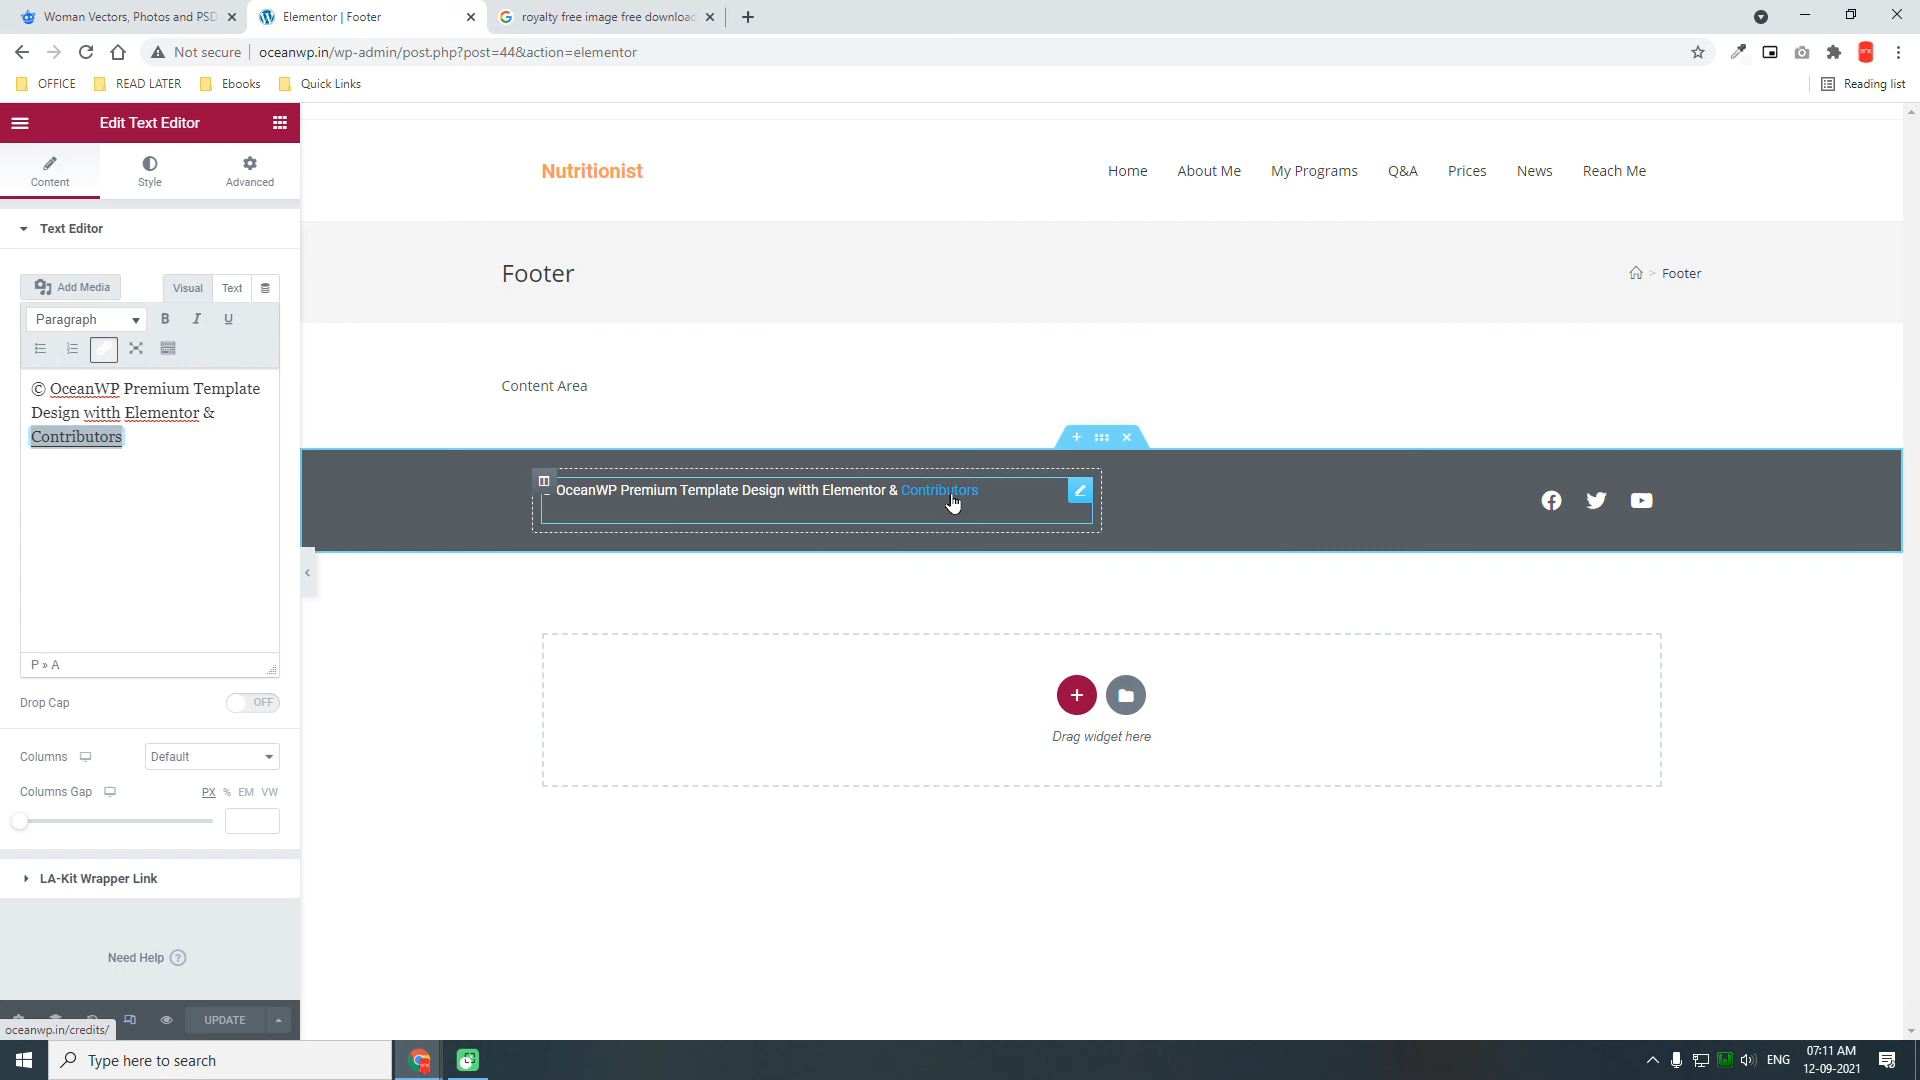 Woman Vectors, Photos and PSD
Elementor | Footer
royalty free image free download
Not secure
oceanwp.in/wp-admin/post.php?post=44&action=elementor
OFFICE
READ LATER
Ebooks
Quick Links
Reading list
Edit Text Editor
Content
Style
Advanced
Text Editor
Add Media
Visual
Text
Paragraph
B
I
U
© OceanWP Premium Template
Design witth Elementor &
Contributors
P » A
Drop Cap
OFF
Columns
Default
Columns Gap
PX % EM VW
LA-Kit Wrapper Link
Need Help ?
UPDATE
oceanwp.in/credits/
Nutritionist
Home
About Me
My Programs
Q&A
Prices
News
Reach Me
Footer
> Footer
Content Area
OceanWP Premium Template Design witth Elementor & Contributors
Drag widget here
Type here to search
ENG
07:11 AM
12-09-2021